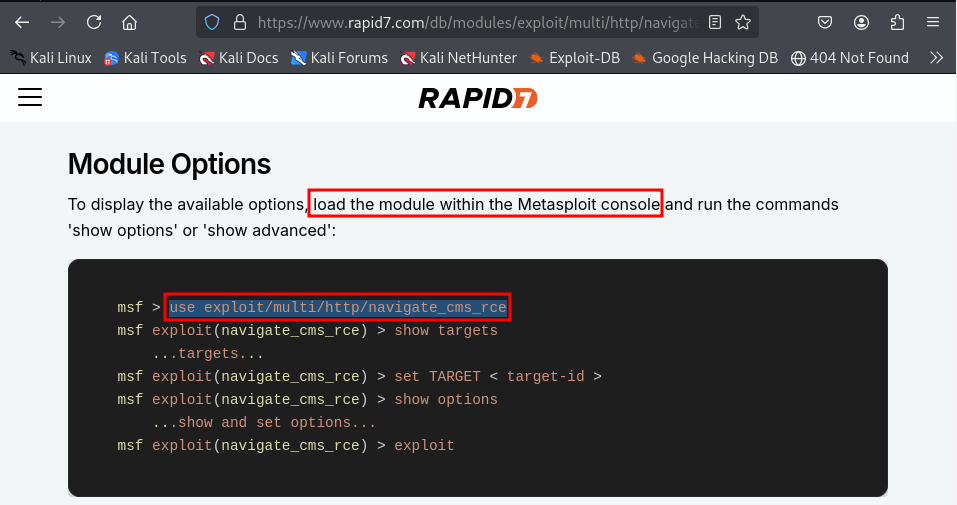 https://www.rapid7.com/db/modules/exploit/multi/http/navigate
Kali Linux Kali Tools Kali Docs Kali Forums Kali NetHunter Exploit-DB Google Hacking DB 404 Not Found
RAPID7
Module Options
To display the available options, load the module within the Metasploit console and run the commands
'show options' or 'show advanced':
msf > use exploit/multi/http/navigate_cms_rce
msf exploit(navigate_cms_rce) > show targets
...targets...
msf exploit(navigate_cms_rce) > set TARGET < target-id >
msf exploit(navigate_cms_rce) > show options
...show and set options...
msf exploit(navigate_cms_rce) > exploit